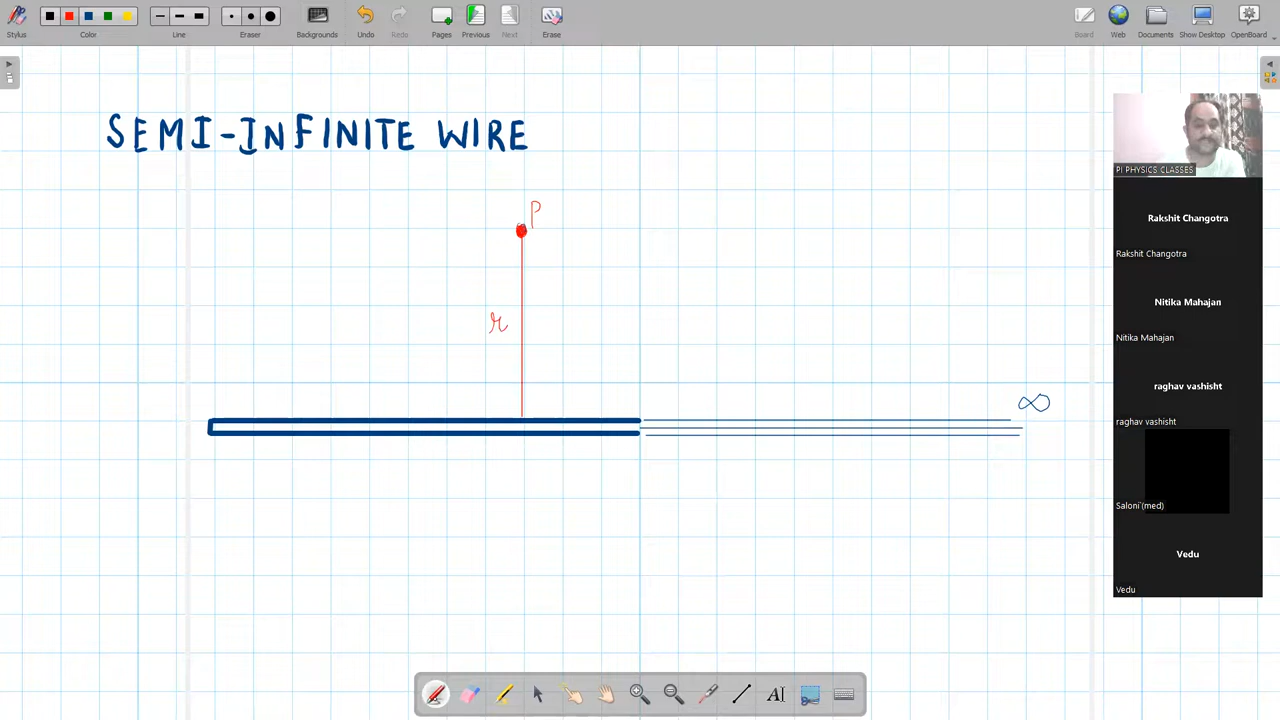 Stylus
Color
Line
Eraser
Backgrounds
Undo
Redo
Pages
Previous
Next
Erase
Board
Web
Documents
Show Desktop
OpenBoard
SEMI-INFINITE WIRE
P
r
∞
PI PHYSICS CLASSES
Rakshit Changotra
Rakshit Changotra
Nitika Mahajan
Nitika Mahajan
raghav vashisht
raghav vashisht
Saloni (med)
Vedu
Vedu
AI